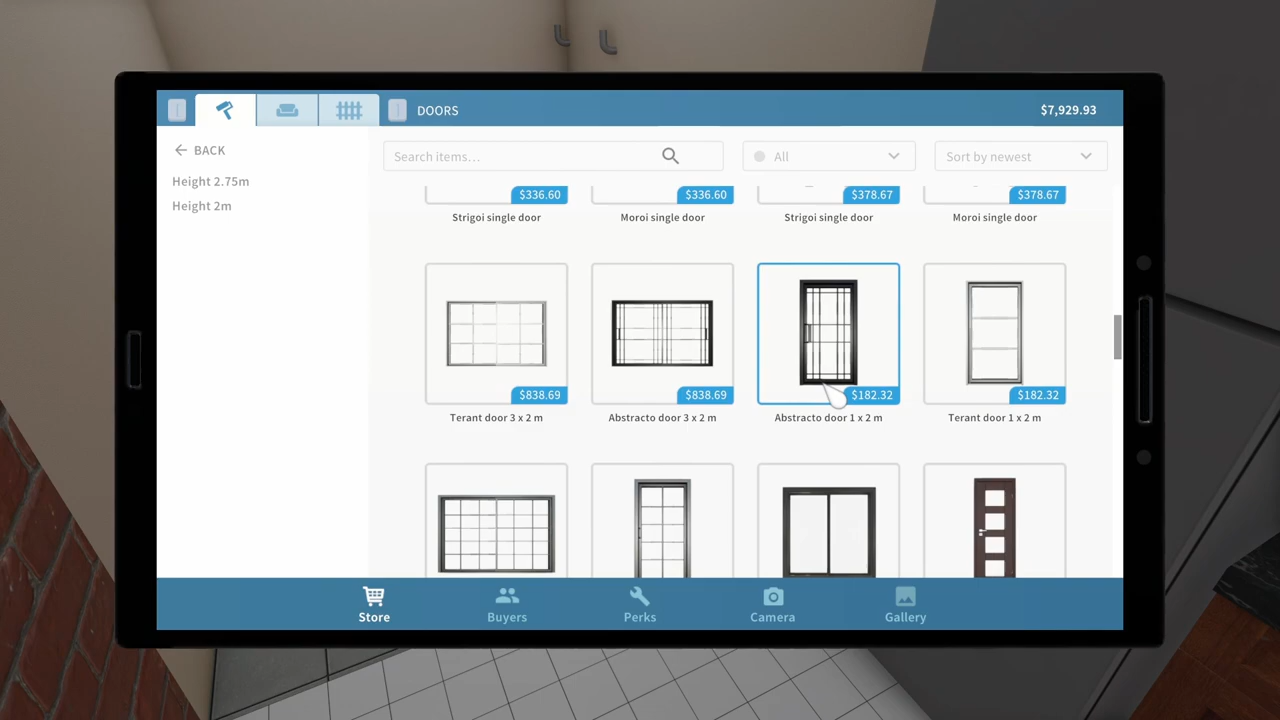 DOORS
$7,929.93
BACK
Search items...
All
Sort by newest
Height 2.75m
Height 2m
$336.60
$336.60
$378.67
$378.67
Strigoi single door
Moroi single door
Strigoi single door
Moroi single door
$838.69
$838.69
$182.32
$182.32
Terant door 3 x 2 m
Abstracto door 3 x 2 m
Abstracto door 1 x 2 m
Terant door 1 x 2 m
Store
Buyers
Perks
Camera
Gallery